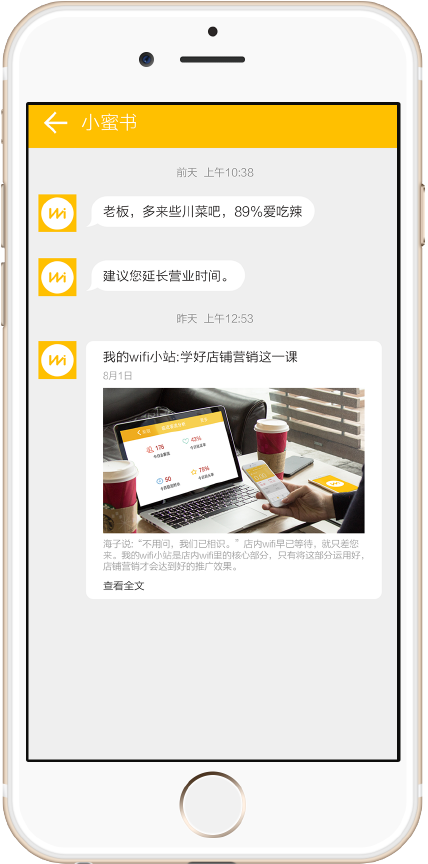 小蜜书
前天 上午10:38
Wi
老板，多来些川菜吧，89%爱吃辣
Wi
建议您延长营业时间。
昨天 上午12:53
Wi
我的wifi小站:学好店铺营销这一课
8月1日
176
43%
50
78%
海子说:“不用问，我们已相识。”店内wifi早已等待，就只差您
来。我的wifi小站是店内wifi里的核心部分，只有将这部分运用好，
店铺营销才会达到好的推广效果。
查看全文